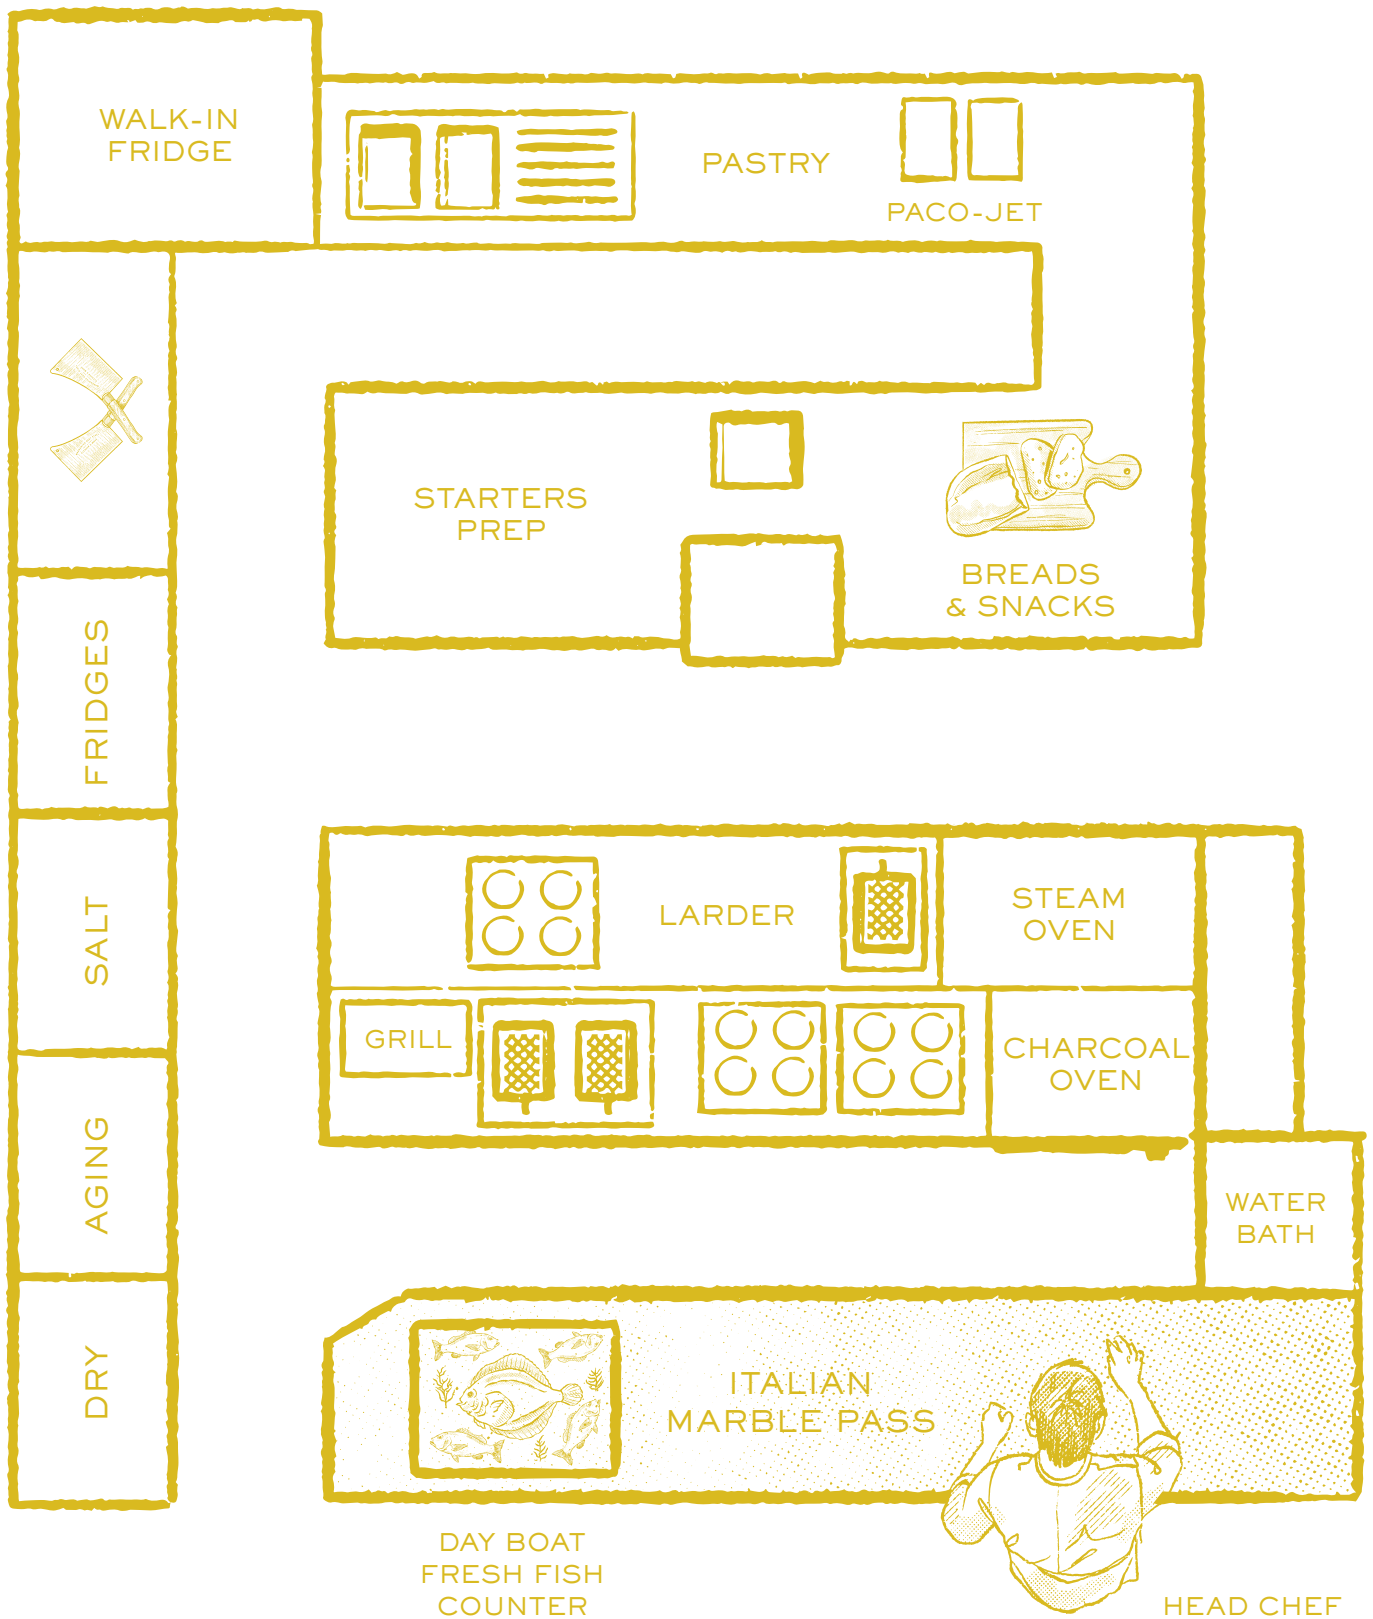 WALK-IN
FRIDGE
PASTRY
PACO-JET
STARTERS
PREP
BREADS
& SNACKS
FRIDGES
SALT
AGING
DRY
LARDER
STEAM
OVEN
GRILL
CHARCOAL
OVEN
WATER
BATH
ITALIAN
MARBLE PASS
DAY BOAT
FRESH FISH
COUNTER
HEAD CHEF